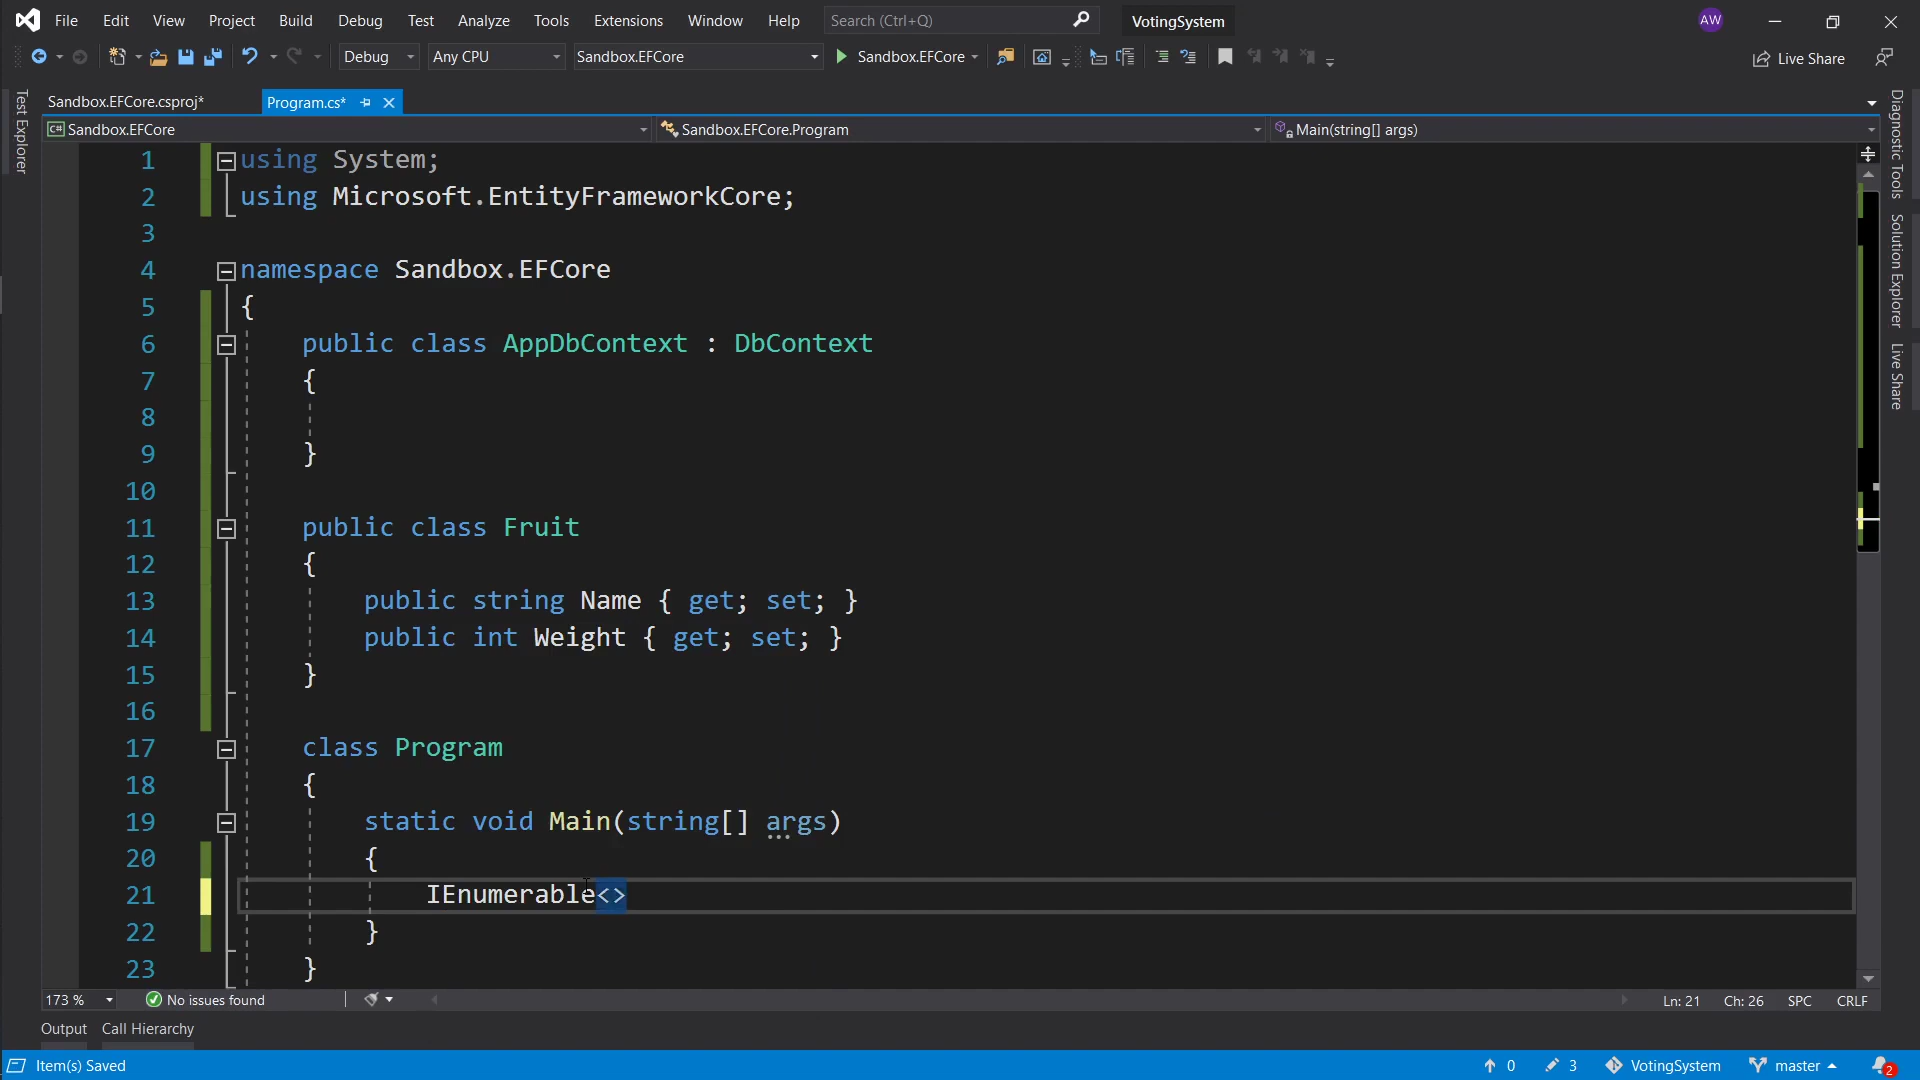 File Edit View Project Build Debug Test Analyze Tools Extensions Window Help Search (Ctrl+Q) VotingSystem AW
Debug Any CPU Sandbox.EFCore Sandbox.EFCore Live Share
Sandbox.EFCore.csproj* Program.cs*
Sandbox.EFCore Sandbox.EFCore.Program Main(string[] args)
Test Explorer
Diagnostic Tools
Solution Explorer
Live Share
1 using System;
2 using Microsoft.EntityFrameworkCore;
3
4 namespace Sandbox.EFCore
5 {
6 public class AppDbContext : DbContext
7 {
8
9 }
10
11 public class Fruit
12 {
13 public string Name { get; set; }
14 public int Weight { get; set; }
15 }
16
17 class Program
18 {
19 static void Main(string[] args)
20 {
21 IEnumerable<>
22 }
23 }
173 % No issues found Ln: 21 Ch: 26 SPC CRLF
Output Call Hierarchy
Item(s) Saved 0 3 VotingSystem master 2